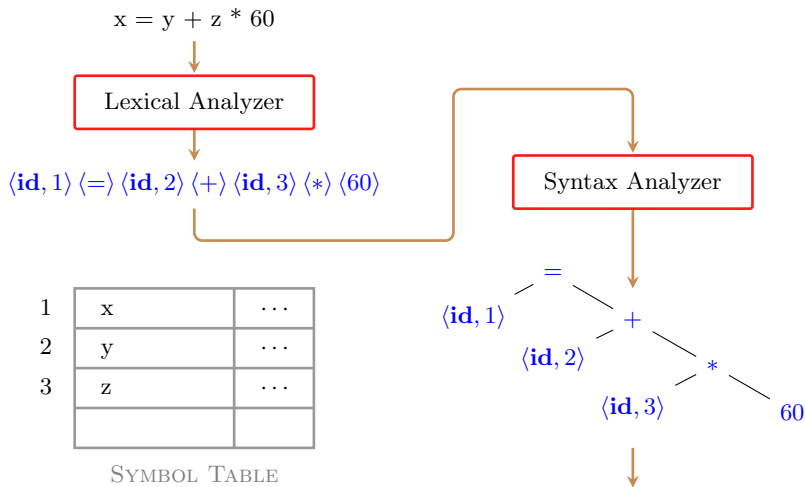 x = y + z * 60
Lexical Analyzer
⟨id, 1⟩ ⟨=⟩ ⟨id, 2⟩ ⟨+⟩ ⟨id, 3⟩ ⟨*⟩ ⟨60⟩
Syntax Analyzer
=
⟨id, 1⟩
+
⟨id, 2⟩
*
⟨id, 3⟩
60
1 x ···
2 y ···
3 z ···
SYMBOL TABLE